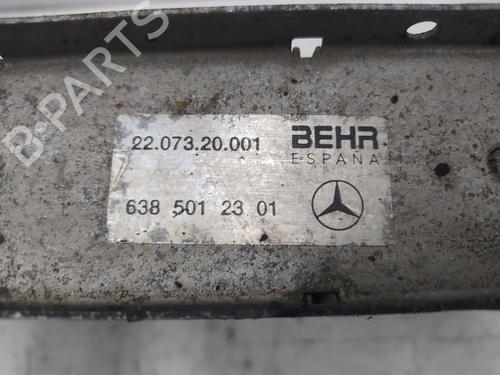 B-PARTS
22.073.20.001 BEHR
ESPAÑA
638 501 23 01